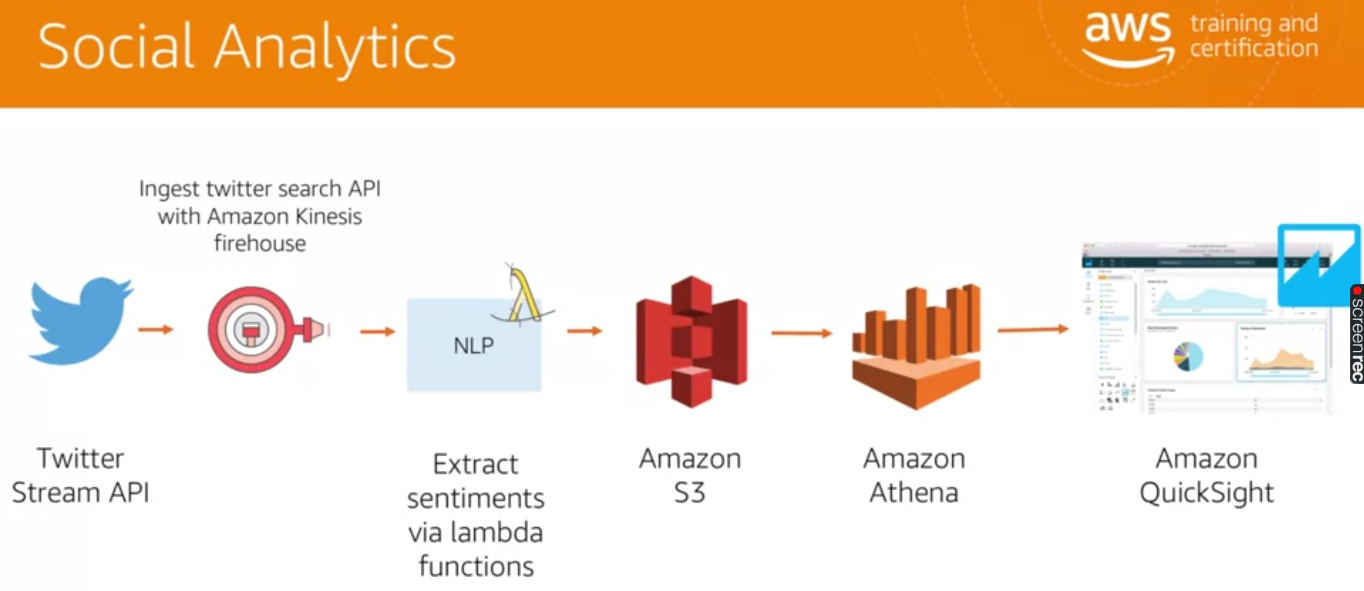 Social Analytics
aws training and
certification
Ingest twitter search API
with Amazon Kinesis
firehouse
NLP
Twitter
Stream API
Extract
sentiments
via lambda
functions
Amazon
S3
Amazon
Athena
Amazon
QuickSight
screenrec